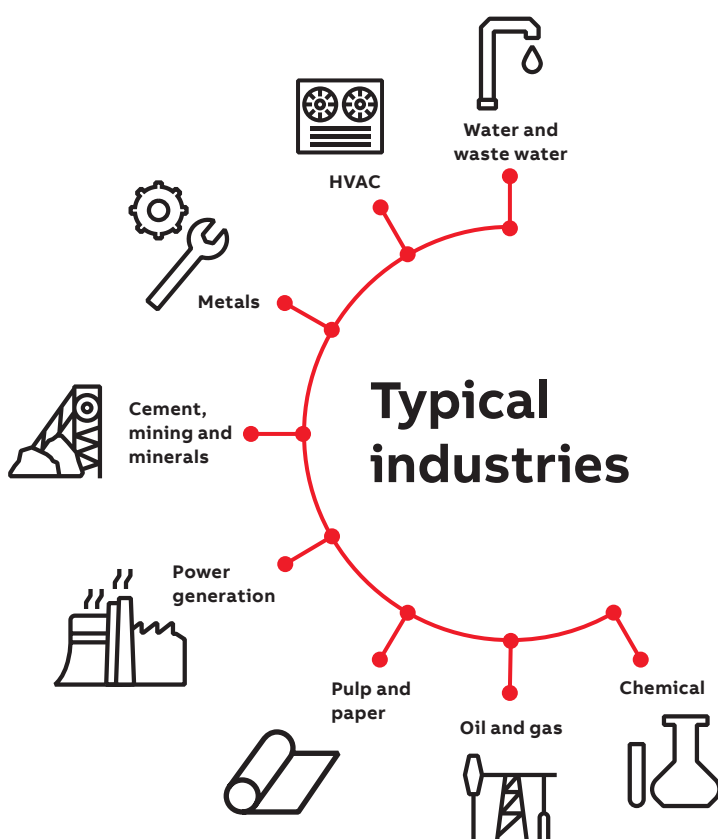 Water and
waste water
HVAC
Metals
Typical
industries
Cement,
mining and
minerals
Power
generation
Pulp and
paper
Oil and gas
Chemical